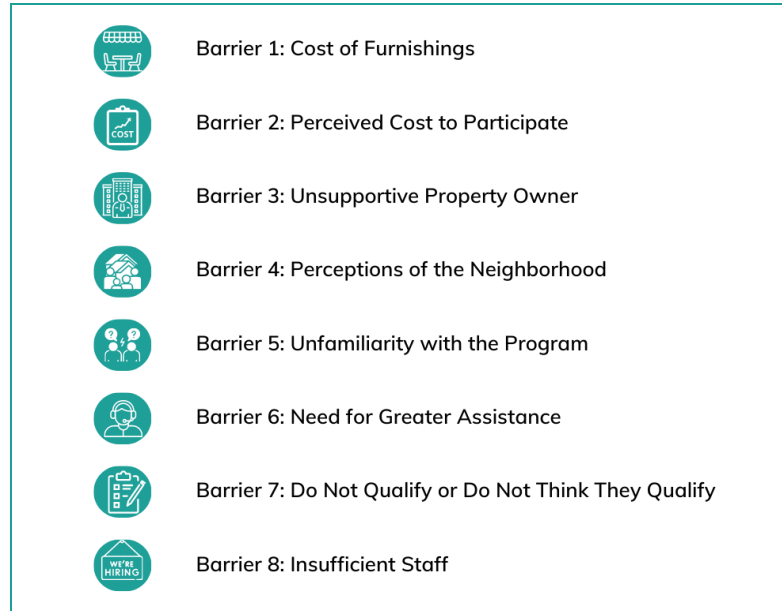 Barrier 1: Cost of Furnishings
COST
Barrier 2: Perceived Cost to Participate
Barrier 3: Unsupportive Property Owner
Barrier 4: Perceptions of the Neighborhood
? ?
Barrier 5: Unfamiliarity with the Program
Barrier 6: Need for Greater Assistance
Barrier 7: Do Not Qualify or Do Not Think They Qualify
WE'RE
HIRING
Barrier 8: Insufficient Staff